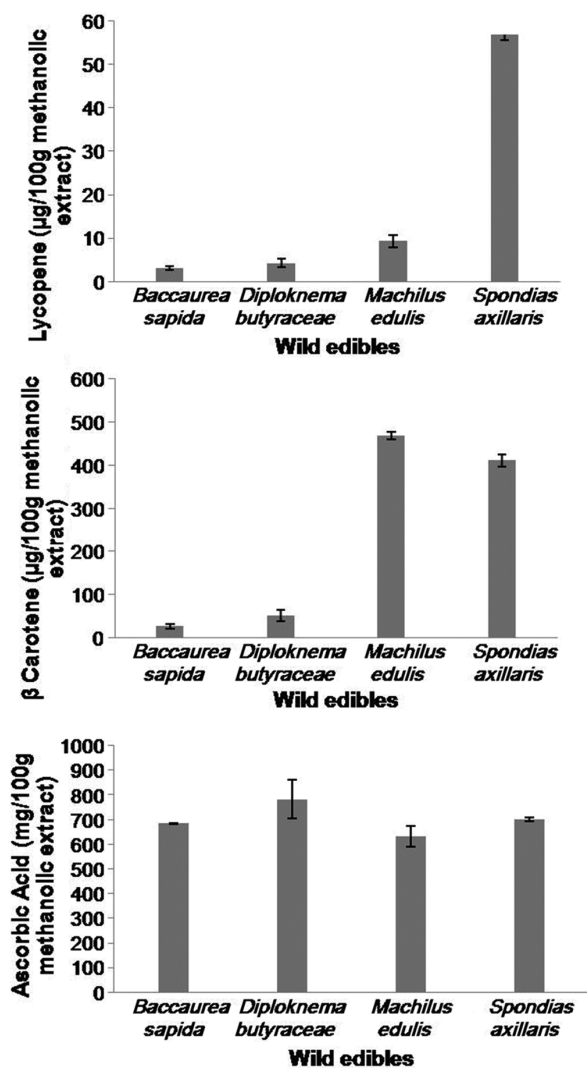 Lycopene (µg/100g methanolic
extract)
60
50
40
30
20
10
0
Baccaurea Diploknema Machilus Spondias
sapida butyraceae edulis axillaris
Wild edibles
β Carotene (µg/100g methanolic
extract)
600
500
400
300
200
100
0
Baccaurea Diploknema Machilus Spondias
sapida butyraceae edulis axillaris
Wild edibles
Ascorbic Acid (mg/100g
methanolic extract)
1000
900
800
700
600
500
400
300
200
100
0
Baccaurea Diploknema Machilus Spondias
sapida butyraceae edulis axillaris
Wild edibles